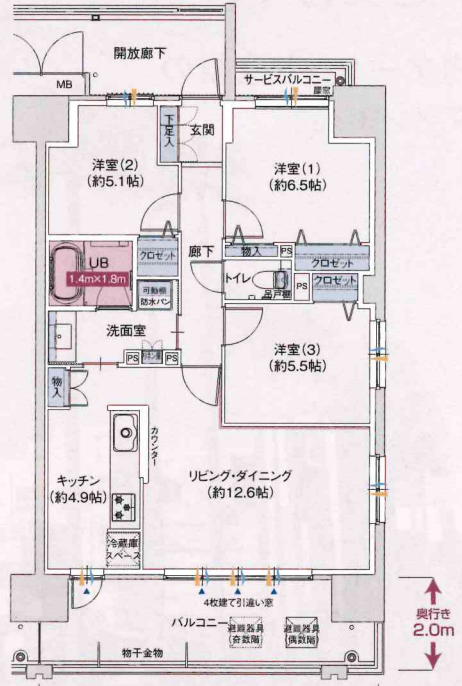 開放廊下
MB
サービスバルコニー
玄関
下足入
洋室(2)
(約5.1帖)
洋室(1)
(約6.5帖)
廊下
UB
1.4m×1.8m
クロゼット
物入
PS
クロゼット
トイレ
吊戸棚
PS
クロゼット
可動棚
防水パン
洗面室
PS
PS
洋室(3)
(約5.5帖)
物入
カウンター
キッチン
(約4.9帖)
リビング・ダイニング
(約12.6帖)
冷蔵庫
スペース
4枚建て引違い窓
バルコニー
避難器具
(奇数階)
避難器具
(偶数階)
物干金物
奥行き
2.0m